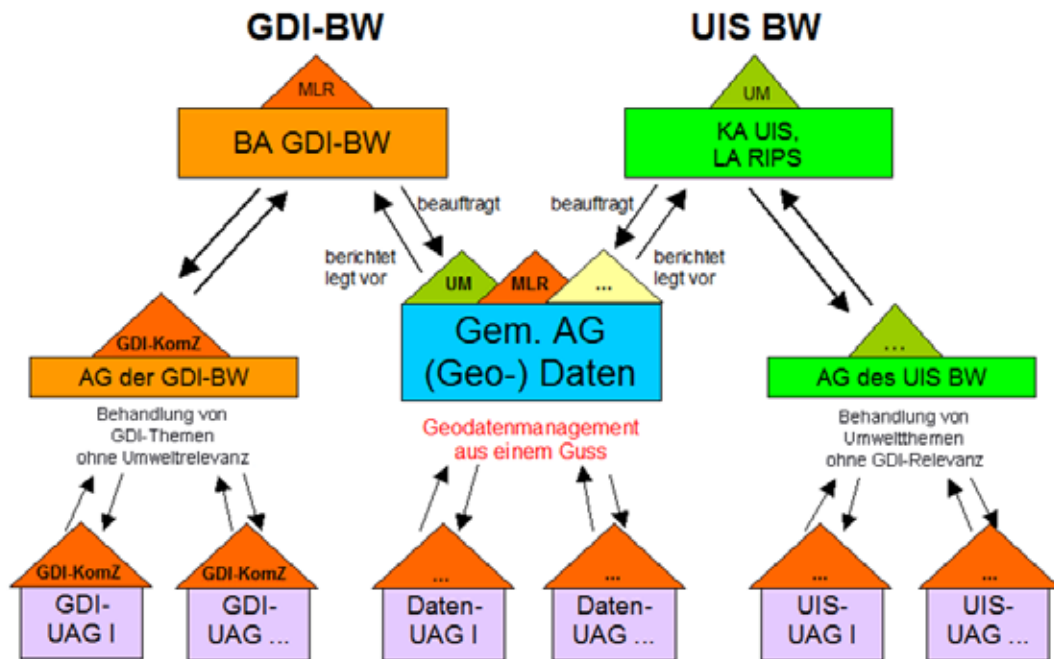 GDI-BW
UIS BW
MLR
BA GDI-BW
UM
KA UIS,
LA RIPS
beauftragt
beauftragt
berichtet
legt vor
berichtet
legt vor
UM
MLR
...
Gem. AG
(Geo-) Daten
GDI-KomZ
AG der GDI-BW
...
AG des UIS BW
Behandlung von
GDI-Themen
ohne Umweltrelevanz
Geodatenmanagement
aus einem Guss
Behandlung von
Umweltthemen
ohne GDI-Relevanz
GDI-KomZ
GDI-
UAG I
GDI-KomZ
GDI-
UAG ...
...
Daten-
UAG I
...
Daten-
UAG ...
...
UIS-
UAG I
...
UIS-
UAG ...